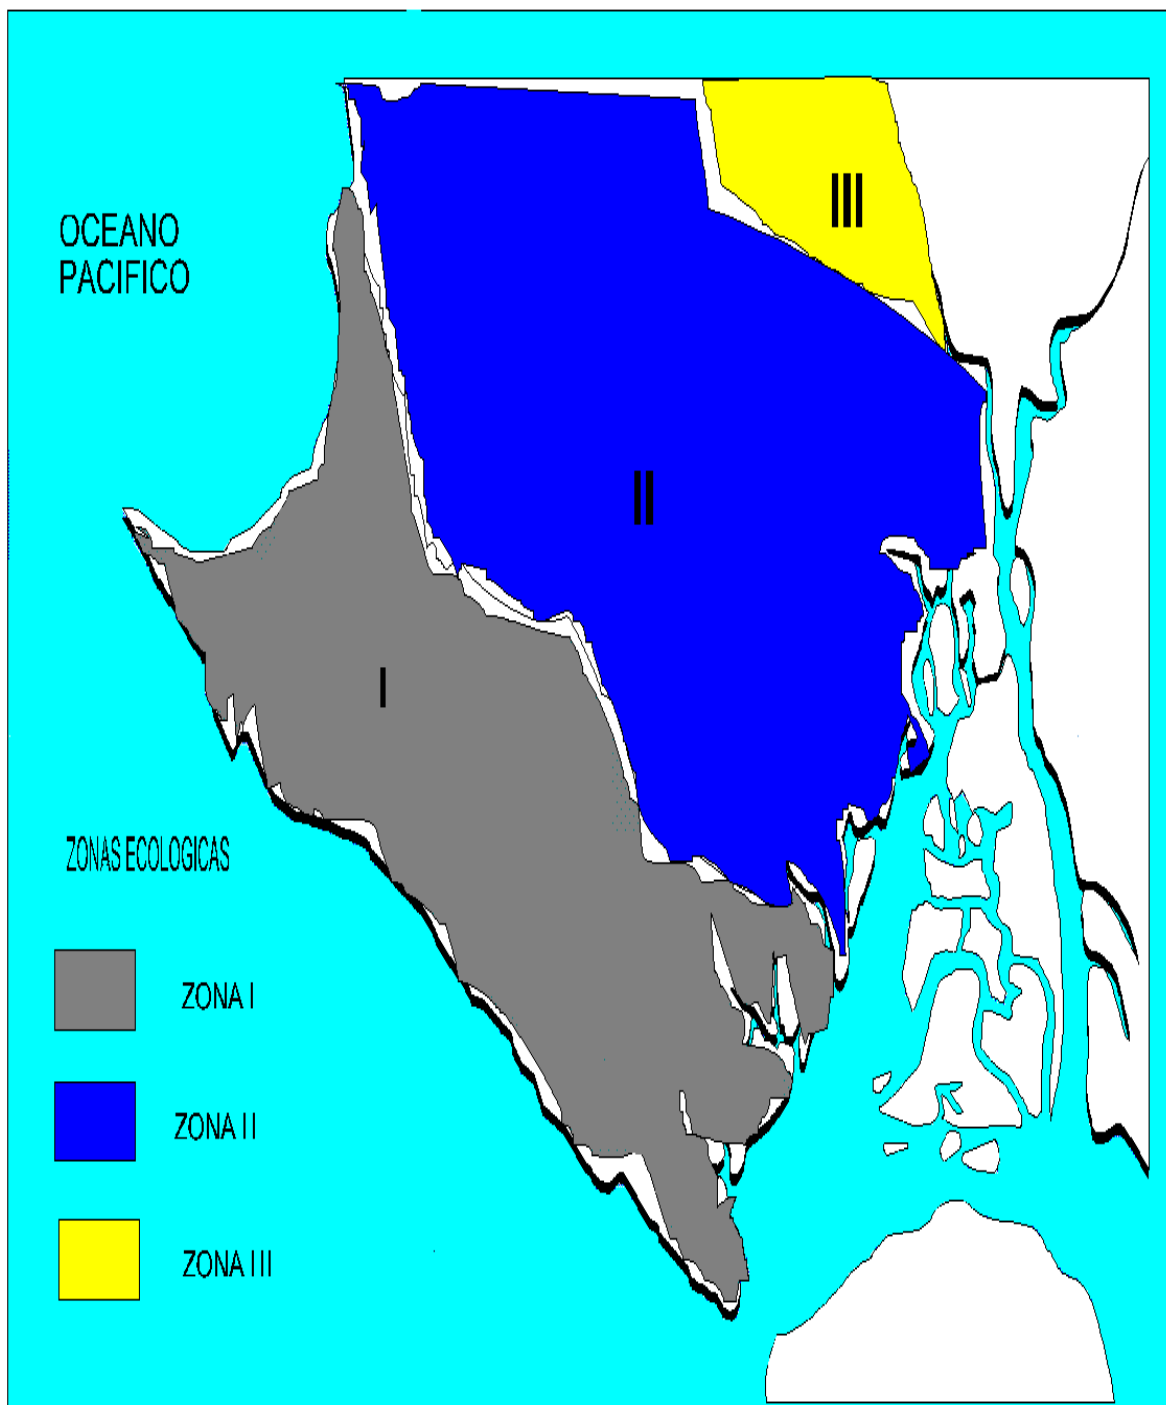 III
OCEANO
PACIFICO
II
I
ZONAS ECOLOGICAS
ZONA I
ZONA II
ZONA III